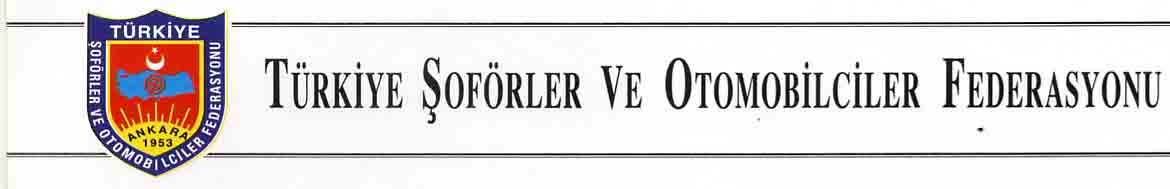 TÜRKİYE
ŞOFÖRLER VE OTOMOBİLCİLER FEDERASYONU
ANKARA
1953
TÜRKİYE ŞOFÖRLER VE OTOMOBİLCİLER FEDERASYONU